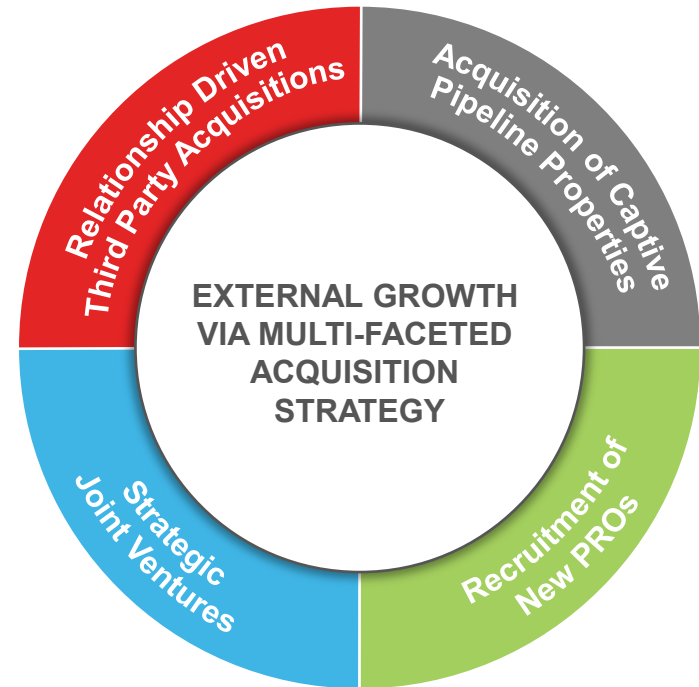 Relationship Driven
Third Party Acquisitions
Acquisition of Captive
Pipeline Properties
EXTERNAL GROWTH
VIA MULTI-FACETED
ACQUISITION
STRATEGY
Strategic
Joint Ventures
Recruitment of
New PROs